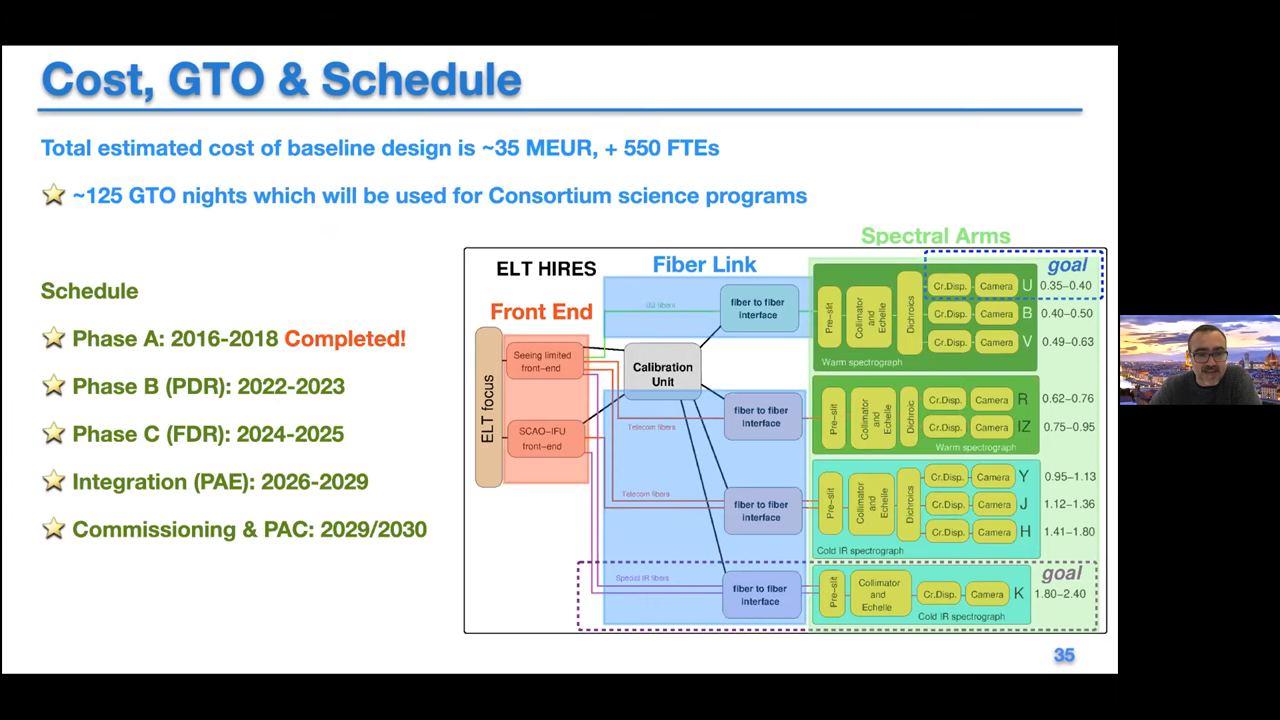 Cost, GTO & Schedule
Total estimated cost of baseline design is ~35 MEUR, + 550 FTEs
~125 GTO nights which will be used for Consortium science programs
Schedule
Phase A: 2016-2018 Completed!
Phase B (PDR): 2022-2023
Phase C (FDR): 2024-2025
Integration (PAE): 2026-2029
Commissioning & PAC: 2029/2030
Spectral Arms
ELT HIRES
Fiber Link
Front End
ELT focus
Seeing limited
front-end
SCAO-IFU
front-end
Calibration
Unit
fibers
fiber to fiber
interface
Telecom fibers
fiber to fiber
interface
Telecom fibers
fiber to fiber
interface
Special IR fibers
fiber to fiber
interface
goal
Pre-slit
Collimator
and
Echelle
Dichroics
Cr.Disp. Camera U 0.35-0.40
Cr.Disp. Camera B 0.40-0.50
Cr.Disp. Camera V 0.49-0.63
Warm spectrograph
Pre-slit
Collimator
and
Echelle
Dichroic
Cr.Disp. Camera R 0.62-0.76
Cr.Disp. Camera IZ 0.75-0.95
Warm spectrograph
Pre-slit
Collimator
and
Echelle
Dichroics
Cr.Disp. Camera Y 0.95-1.13
Cr.Disp. Camera J 1.12-1.36
Cr.Disp. Camera H 1.41-1.80
Cold IR spectrograph
goal
Pre-slit
Collimator
and
Echelle
Cr.Disp. Camera K 1.80-2.40
Cold IR spectrograph
35